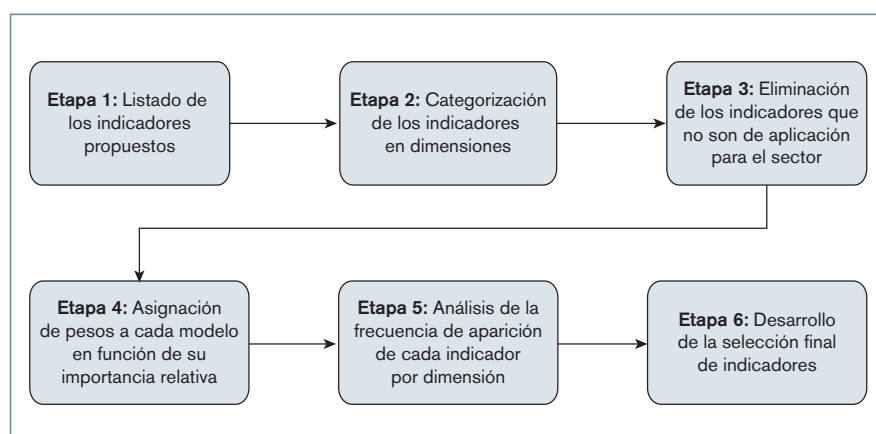 Etapa 1: Listado de
los indicadores
propuestos
Etapa 2: Categorización
de los indicadores
en dimensiones
Etapa 3: Eliminación
de los indicadores que
no son de aplicación
para el sector
Etapa 4: Asignación
de pesos a cada modelo
en función de su
importancia relativa
Etapa 5: Análisis de la
frecuencia de aparición
de cada indicador
por dimensión
Etapa 6: Desarrollo
de la selección final
de indicadores